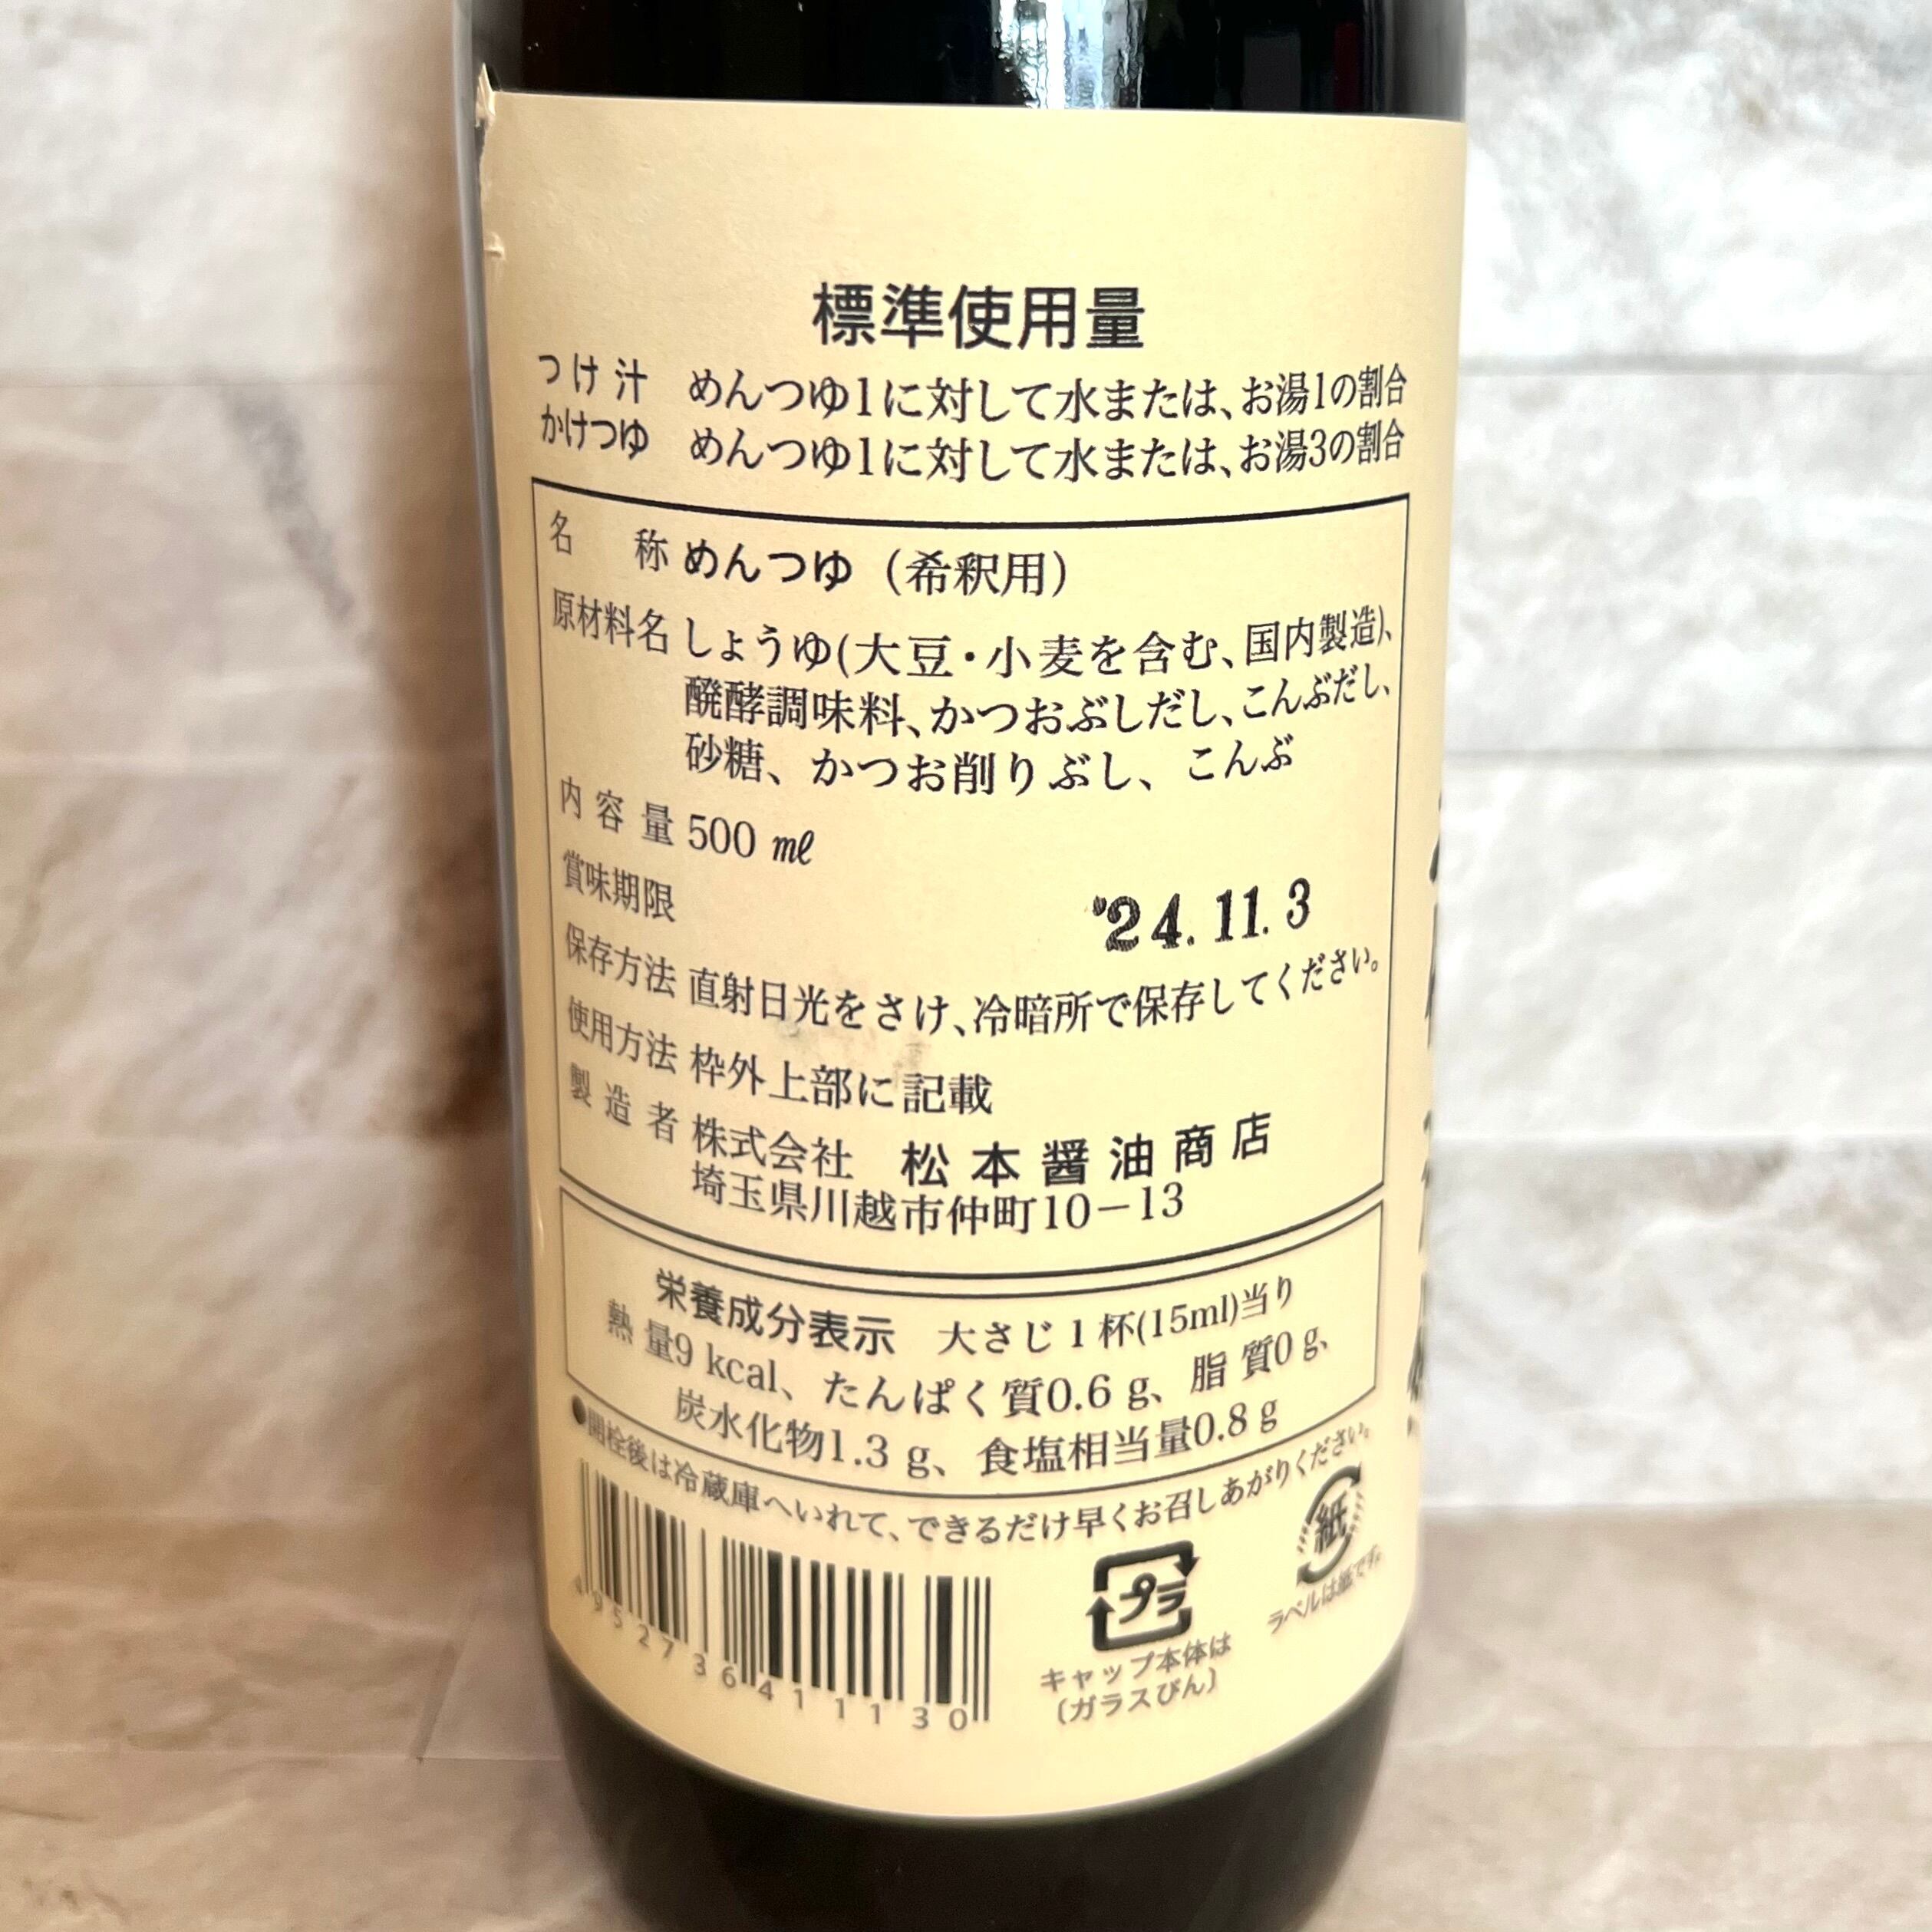 標準使用量
つけ汁 めんつゆ1に対して水または、お湯1の割合
かけつゆ めんつゆ1に対して水または、お湯3の割合
名称 めんつゆ（希釈用）
原材料名 しょうゆ(大豆・小麦を含む、国内製造)、
醗酵調味料、かつおぶしだし、こんぶだし、
砂糖、かつお削りぶし、こんぶ
内容量 500 ㎖
賞味期限 '24.11.3
保存方法 直射日光をさけ、冷暗所で保存してください。
使用方法 枠外上部に記載
製造者 株式会社 松本醤油商店
埼玉県川越市仲町10－13
栄養成分表示 大さじ1杯(15ml)当り
熱量9 kcal、たんぱく質0.6 g、脂質0 g、
炭水化物1.3 g、食塩相当量0.8 g
●開栓後は冷蔵庫へいれて、できるだけ早くお召しあがりください。
4952736411130
プラ
キャップ本体は
〔ガラスびん〕
紙
ラベルは紙です。